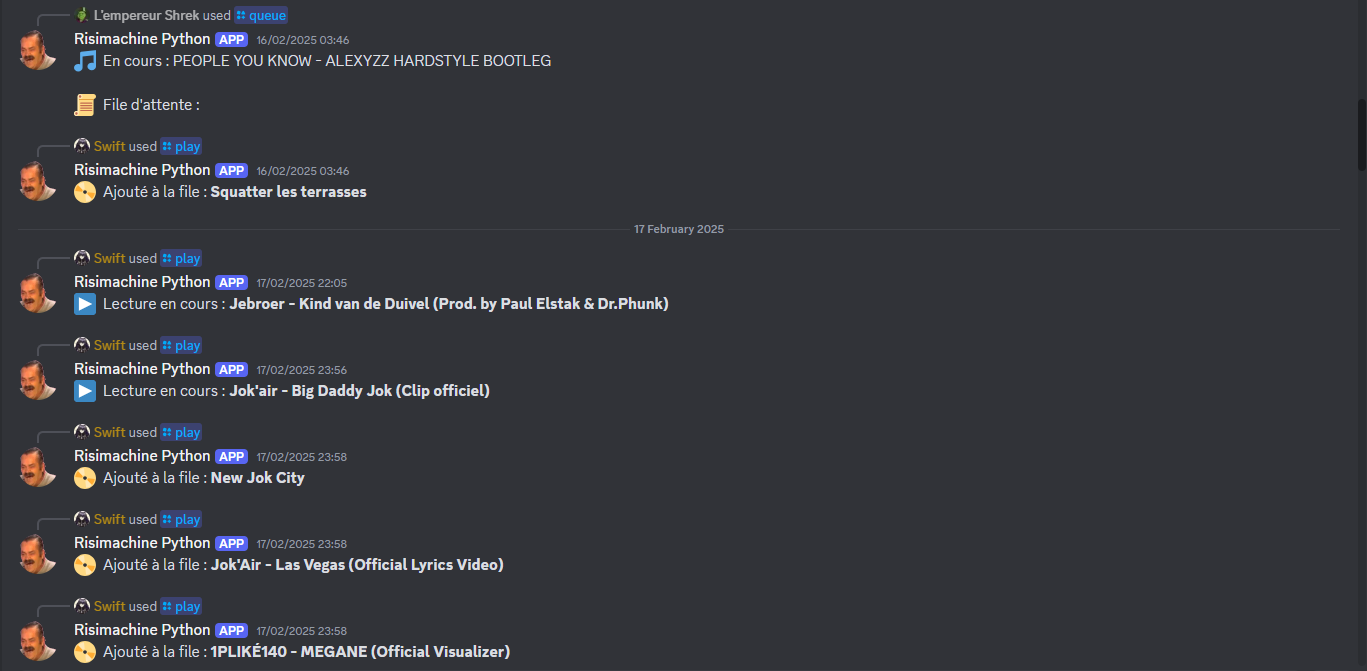 L'empereur Shrek used queue
Risimachine Python APP 16/02/2025 03:46
En cours : PEOPLE YOU KNOW - ALEXYZZ HARDSTYLE BOOTLEG
File d'attente :
Swift used play
Risimachine Python APP 16/02/2025 03:46
Ajouté à la file : Squatter les terrasses
17 February 2025
Swift used play
Risimachine Python APP 17/02/2025 22:05
Lecture en cours : Jebroer - Kind van de Duivel (Prod. by Paul Elstak & Dr.Phunk)
Swift used play
Risimachine Python APP 17/02/2025 23:56
Lecture en cours : Jok'air - Big Daddy Jok (Clip officiel)
Swift used play
Risimachine Python APP 17/02/2025 23:58
Ajouté à la file : New Jok City
Swift used play
Risimachine Python APP 17/02/2025 23:58
Ajouté à la file : Jok'Air - Las Vegas (Official Lyrics Video)
Swift used play
Risimachine Python APP 17/02/2025 23:58
Ajouté à la file : 1PLIKÉ140 - MEGANE (Official Visualizer)